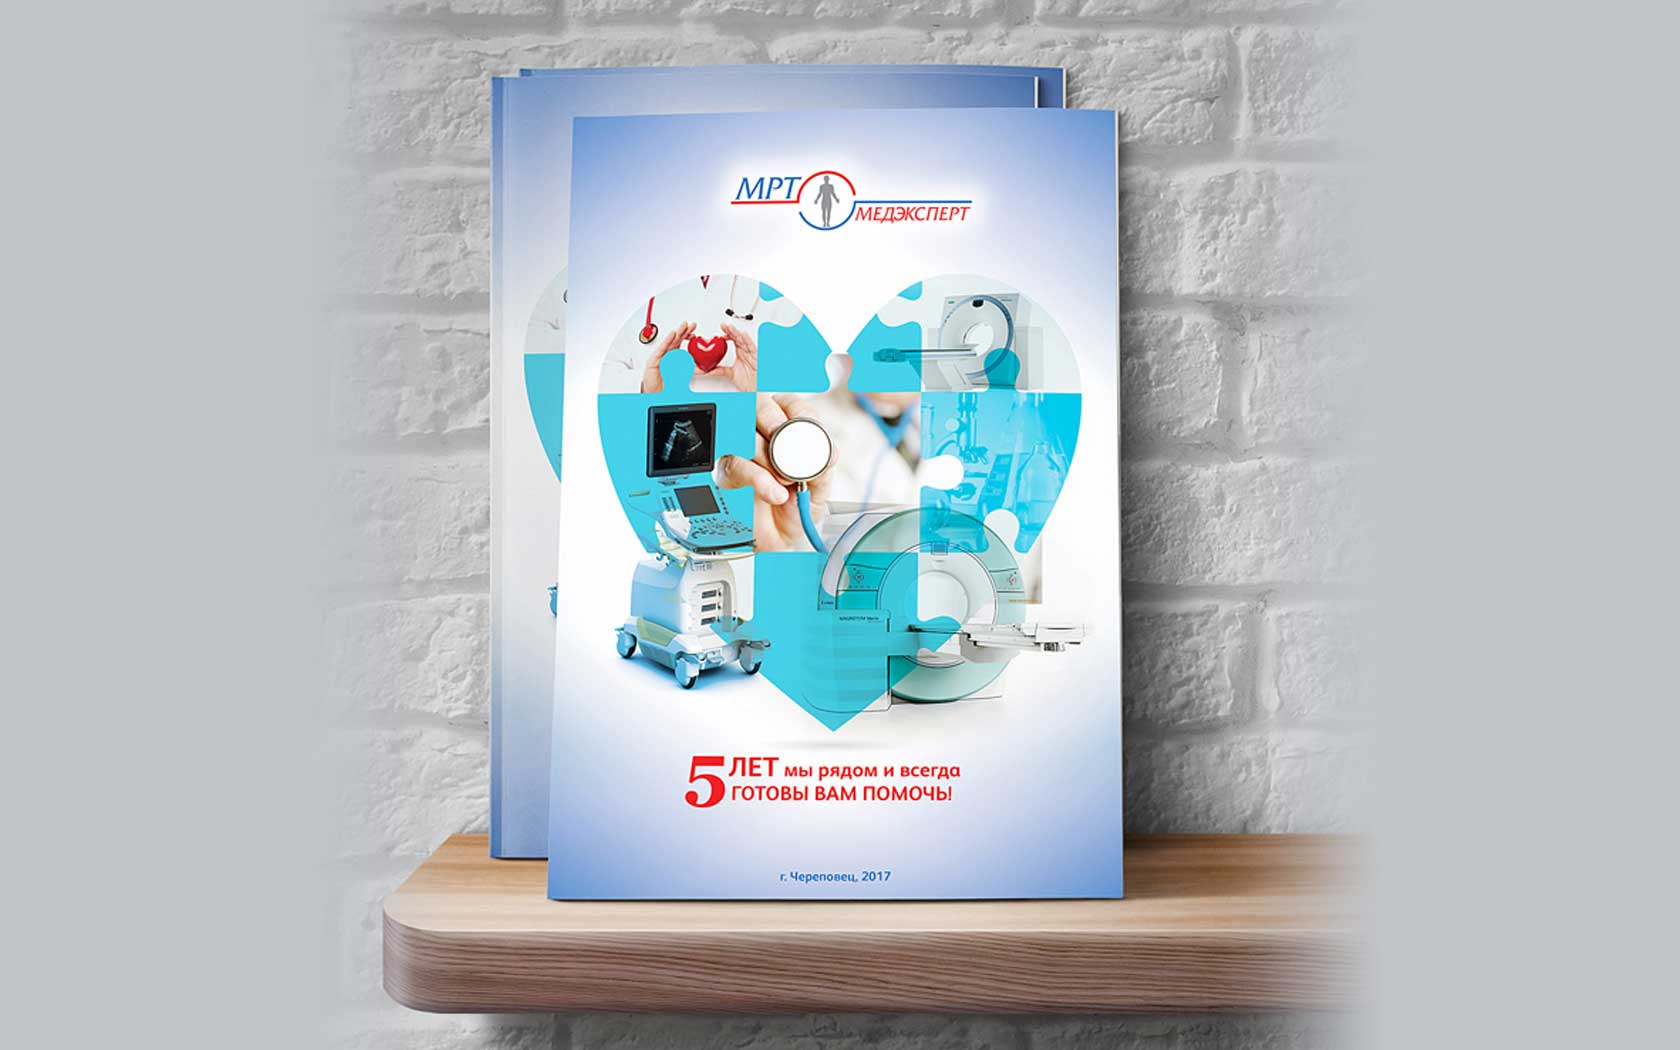 МРТ
МЕДЭКСПЕРТ
5 ЛЕТ мы рядом и всегда
ГОТОВЫ ВАМ ПОМОЧЬ!
г. Череповец, 2017